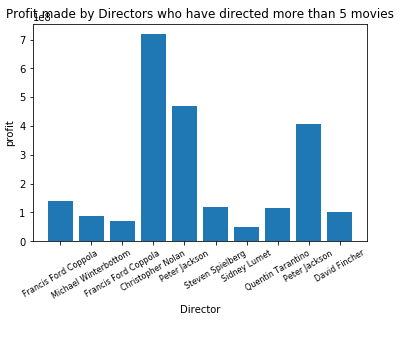 Profit made by Directors who have directed more than 5 movies
1e8
7
6
5
4
3
2
1
0
profit
Francis Ford Coppola
Michael Winterbottom
Francis Ford Coppola
Christopher Nolan
Peter Jackson
Steven Spielberg
Sidney Lumet
Quentin Tarantino
Peter Jackson
David Fincher
Director